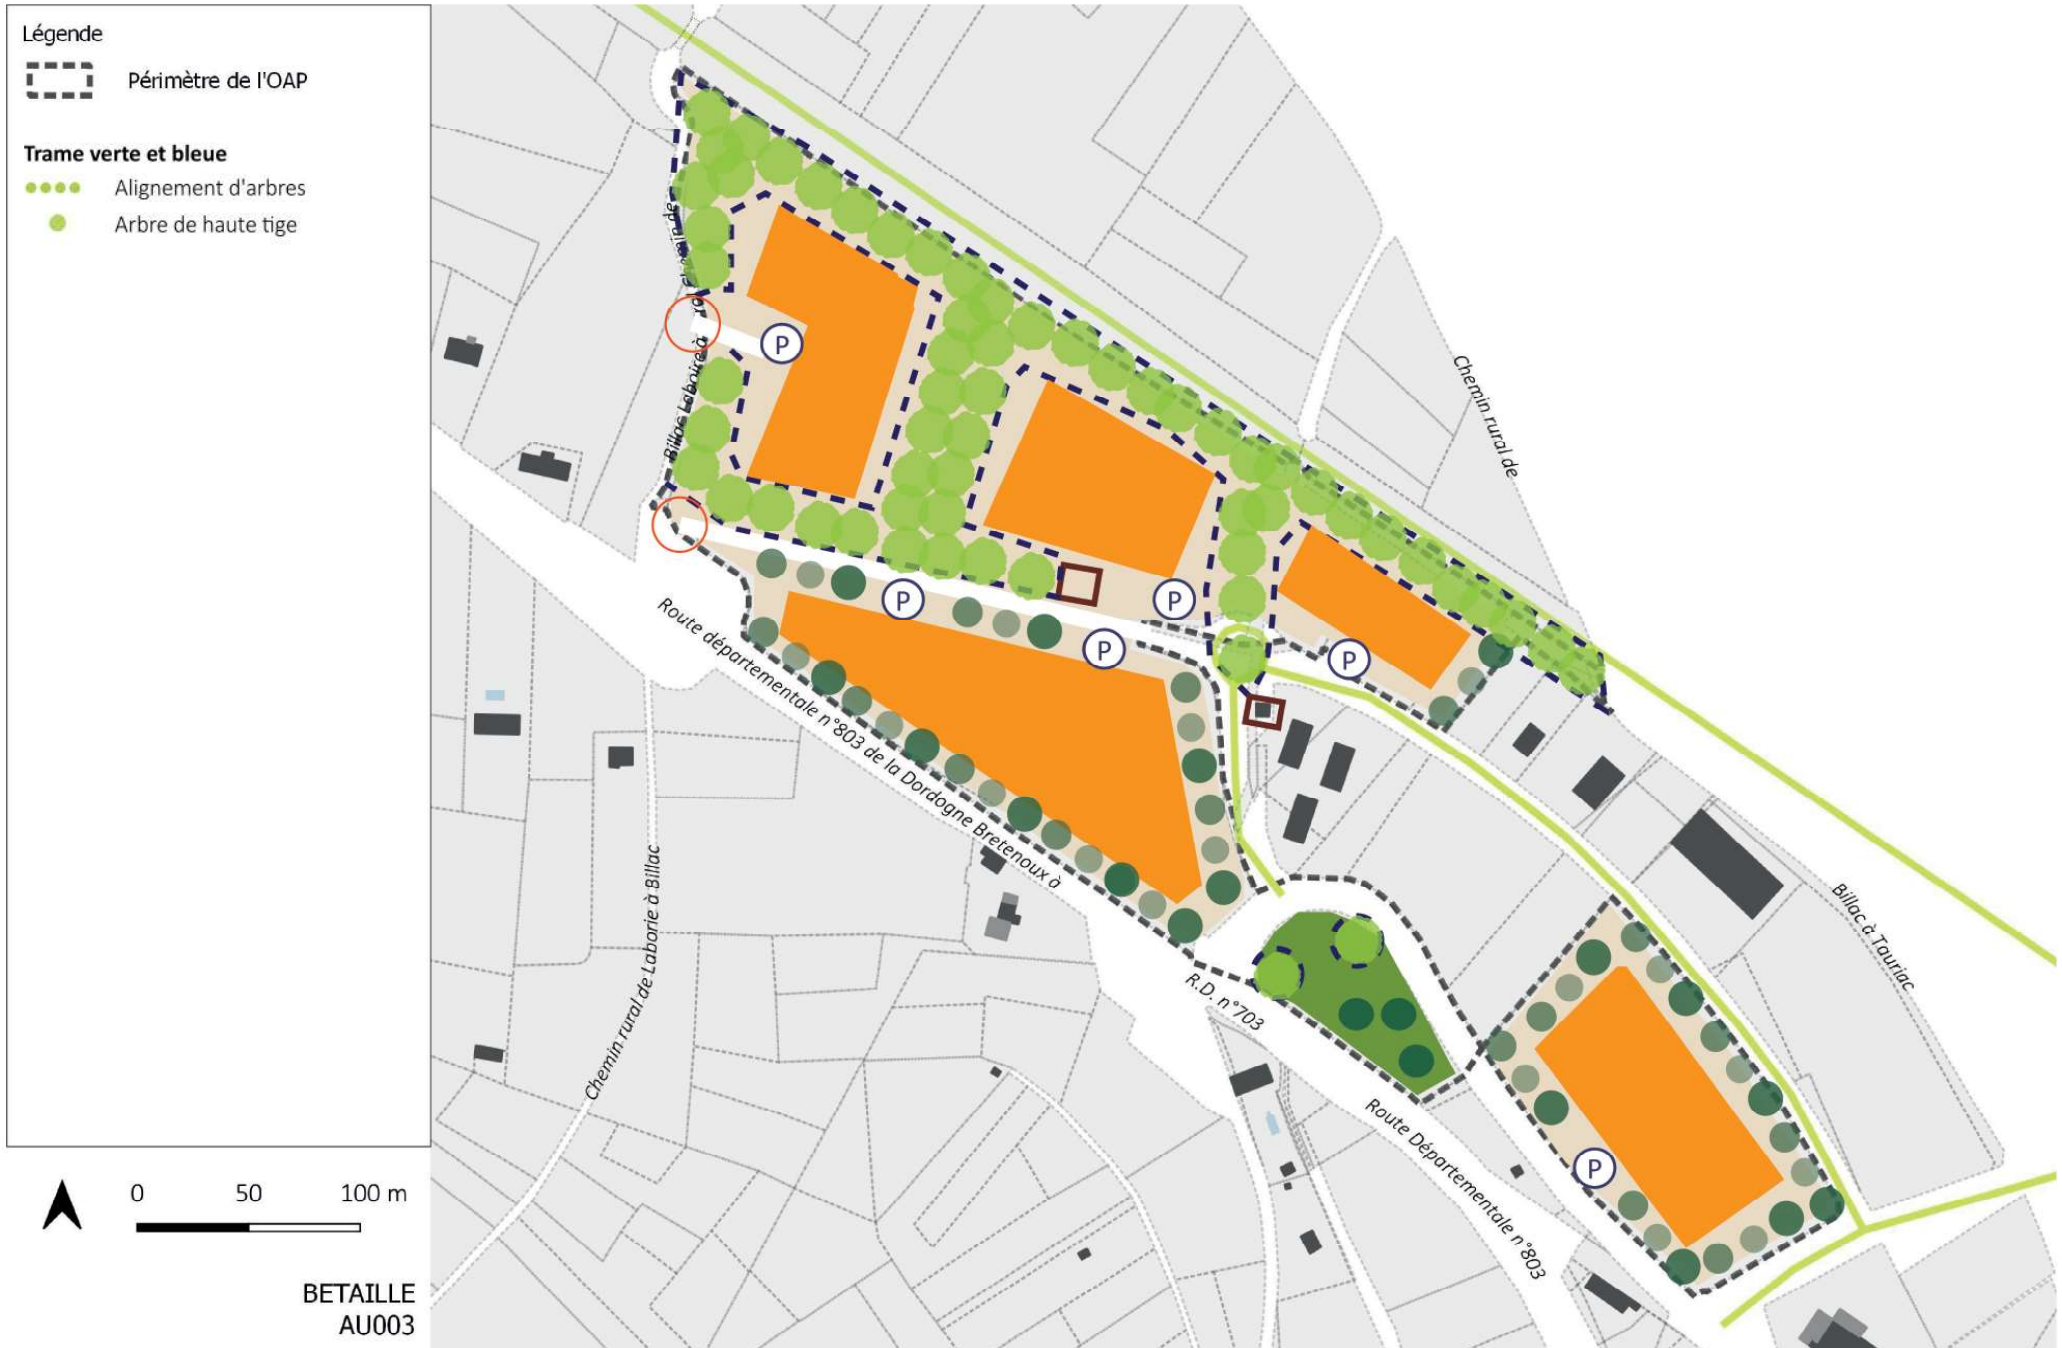 Légende
Périmètre de l'OAP
Trame verte et bleue
Alignement d'arbres
Arbre de haute tige
0 50 100 m
BETAILLE
AU003
Billac Laborie à
P
Chemin rural de
P
P
P
P
Route départementale n°803 de la Dordogne Bretenoux à
Chemin rural de Laborie à Billac
R.D. n°703
Billac à Tauriac
Route Départementale n°803
P